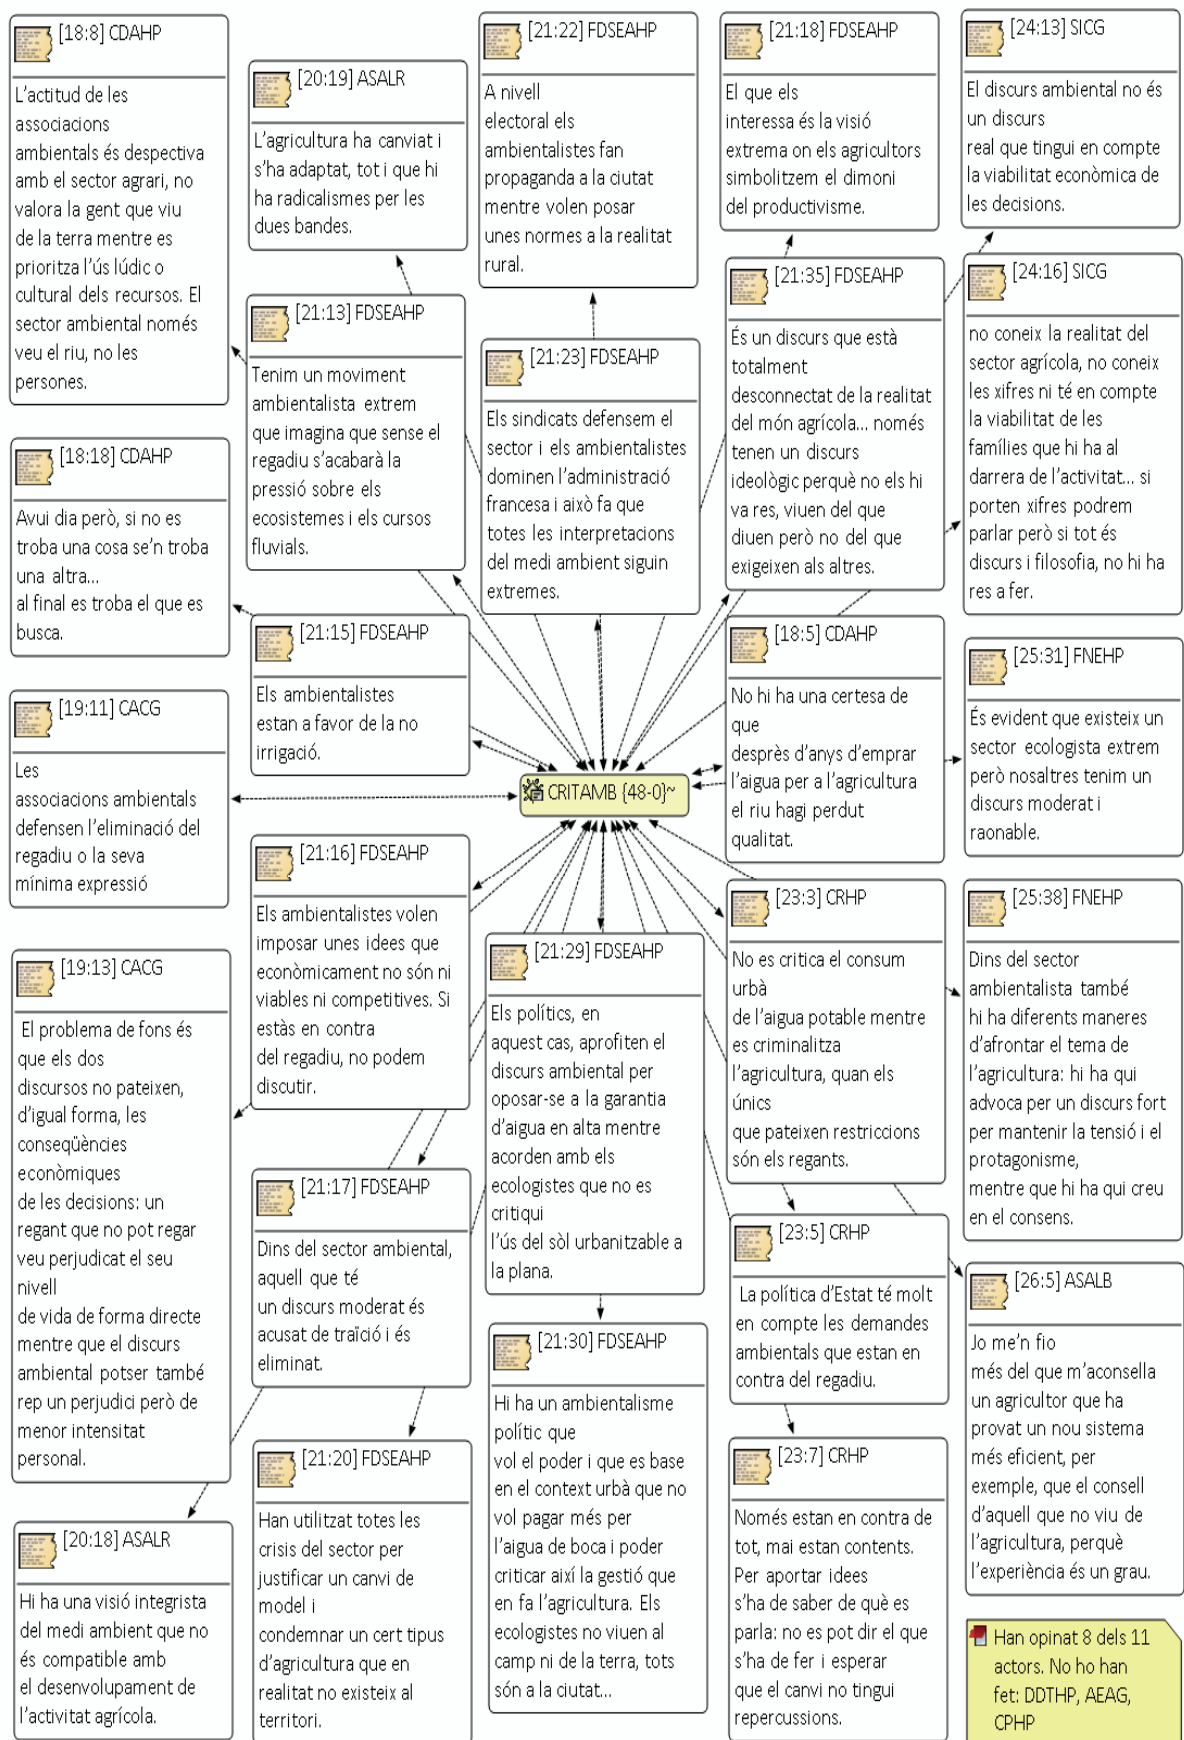 [18:8] CDAHP
L'actitud de les
associacions
ambientals és despectiva
amb el sector agrari, no
valora la gent que viu
de la terra mentre es
prioritza l'ús lúdic o
cultural dels recursos. El
sector ambiental només
veu el riu, no les
persones.
[18:18] CDAHP
Avui dia però, si no es
troba una cosa se'n troba
una altra...
al final es troba el que es
busca.
[19:11] CACG
Les
associacions ambientals
defensen l'eliminació del
regadiu o la seva
mínima expressió
[19:13] CACG
El problema de fons és
que els dos
discursos no pateixen,
d'igual forma, les
conseqüències
econòmiques
de les decisions: un
regant que no pot regar
veu perjudicat el seu
nivell
de vida de forma directe
mentre que el discurs
ambiental potser també
rep un perjudici però de
menor intensitat
personal.
[20:18] ASALR
Hi ha una visió integrista
del medi ambient que no
és compatible amb
el desenvolupament de
l'activitat agrícola.
[20:19] ASALR
L'agricultura ha canviat i
s'ha adaptat, tot i que hi
ha radicalismes per les
dues bandes.
[21:13] FDSEAHP
Tenim un moviment
ambientalista extrem
que imagina que sense el
regadiu s'acabarà la
pressió sobre els
ecosistemes i els cursos
fluvials.
[21:15] FDSEAHP
Els ambientalistes
estan a favor de la no
irrigació.
[21:16] FDSEAHP
Els ambientalistes volen
imposar unes idees que
econòmicament no són ni
viables ni competitives. Si
estàs en contra
del regadiu, no podem
discutir.
[21:17] FDSEAHP
Dins del sector ambiental,
aquell que té
un discurs moderat és
acusat de traïció i és
eliminat.
[21:20] FDSEAHP
Han utilitzat totes les
crisis del sector per
justificar un canvi de
model i
condemnar un cert tipus
d'agricultura que en
realitat no existeix al
territori.
[21:22] FDSEAHP
A nivell
electoral els
ambientalistes fan
propaganda a la ciutat
mentre volen posar
unes normes a la realitat
rural.
[21:23] FDSEAHP
Els sindicats defensem el
sector i els ambientalistes
dominen l'administració
francesa i això fa que
totes les interpretacions
del medi ambient siguin
extremes.
CRITAMB {48-0}~
[21:29] FDSEAHP
Els polítics, en
aquest cas, aprofiten el
discurs ambiental per
oposar-se a la garantia
d'aigua en alta mentre
acorden amb els
ecologistes que no es
critiqui
l'ús del sòl urbanitzable a
la plana.
[21:30] FDSEAHP
Hi ha un ambientalisme
polític que
vol el poder i que es base
en el context urbà que no
vol pagar més per
l'aigua de boca i poder
criticar així la gestió que
en fa l'agricultura. Els
ecologistes no viuen al
camp ni de la terra, tots
són a la ciutat...
[21:18] FDSEAHP
El que els
interessa és la visió
extrema on els agricultors
simbolitzem el dimoni
del productivisme.
[21:35] FDSEAHP
És un discurs que està
totalment
desconnectat de la realitat
del món agrícola... només
tenen un discurs
ideològic perquè no els hi
va res, viuen del que
diuen però no del que
exigeixen als altres.
[18:5] CDAHP
No hi ha una certesa de
que
desprès d'anys d'emprar
l'aigua per a l'agricultura
el riu hagi perdut
qualitat.
[23:3] CRHP
No es critica el consum
urbà
de l'aigua potable mentre
es criminalitza
l'agricultura, quan els
únics
que pateixen restriccions
són els regants.
[23:5] CRHP
La política d'Estat té molt
en compte les demandes
ambientals que estan en
contra del regadiu.
[23:7] CRHP
Només estan en contra de
tot, mai estan contents.
Per aportar idees
s'ha de saber de què es
parla: no es pot dir el que
s'ha de fer i esperar
que el canvi no tingui
repercussions.
[24:13] SICG
El discurs ambiental no és
un discurs
real que tingui en compte
la viabilitat econòmica de
les decisions.
[24:16] SICG
no coneix la realitat del
sector agrícola, no coneix
les xifres ni té en compte
la viabilitat de les
famílies que hi ha al
darrera de l'activitat... si
porten xifres podrem
parlar però si tot és
discurs i filosofia, no hi ha
res a fer.
[25:31] FNEHP
És evident que existeix un
sector ecologista extrem
però nosaltres tenim un
discurs moderat i
raonable.
[25:38] FNEHP
Dins del sector
ambientalista també
hi ha diferents maneres
d'afrontar el tema de
l'agricultura: hi ha qui
advoca per un discurs fort
per mantenir la tensió i el
protagonisme,
mentre que hi ha qui creu
en el consens.
[26:5] ASALB
Jo me'n fio
més del que m'aconsella
un agricultor que ha
provat un nou sistema
més eficient, per
exemple, que el consell
d'aquell que no viu de
l'agricultura, perquè
l'experiència és un grau.
Han opinat 8 dels 11
actors. No ho han
fet: DDTHP, AEAG,
CPHP